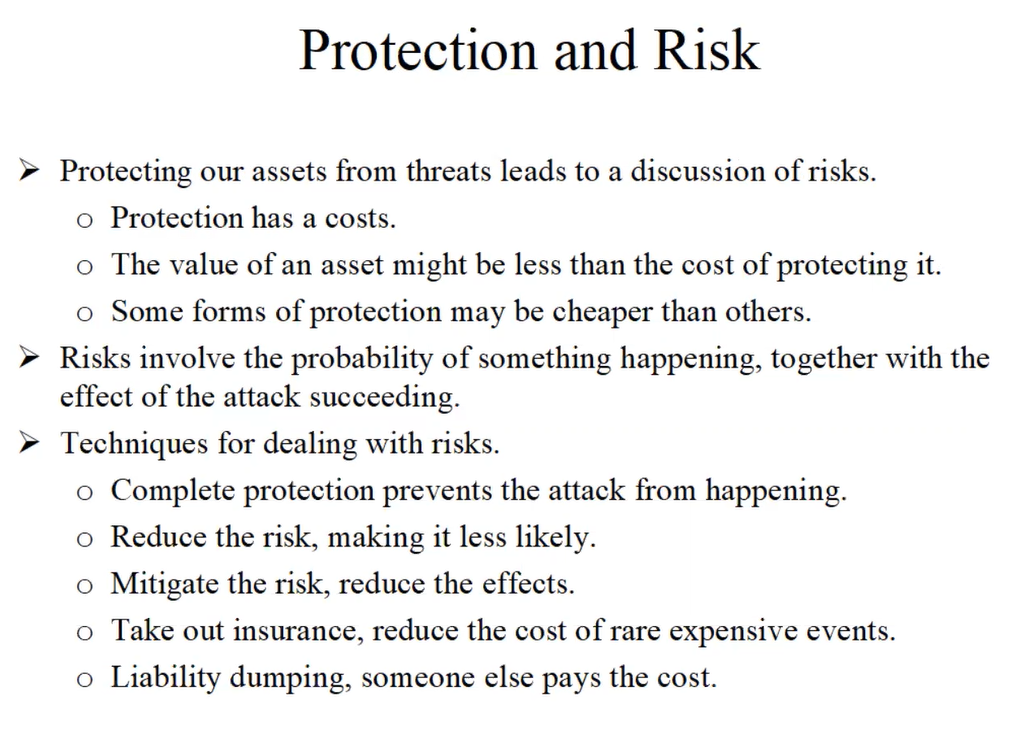 Protection and Risk
➢ Protecting our assets from threats leads to a discussion of risks.
o Protection has a costs.
o The value of an asset might be less than the cost of protecting it.
o Some forms of protection may be cheaper than others.
➢ Risks involve the probability of something happening, together with the
effect of the attack succeeding.
➢ Techniques for dealing with risks.
o Complete protection prevents the attack from happening.
o Reduce the risk, making it less likely.
o Mitigate the risk, reduce the effects.
o Take out insurance, reduce the cost of rare expensive events.
o Liability dumping, someone else pays the cost.